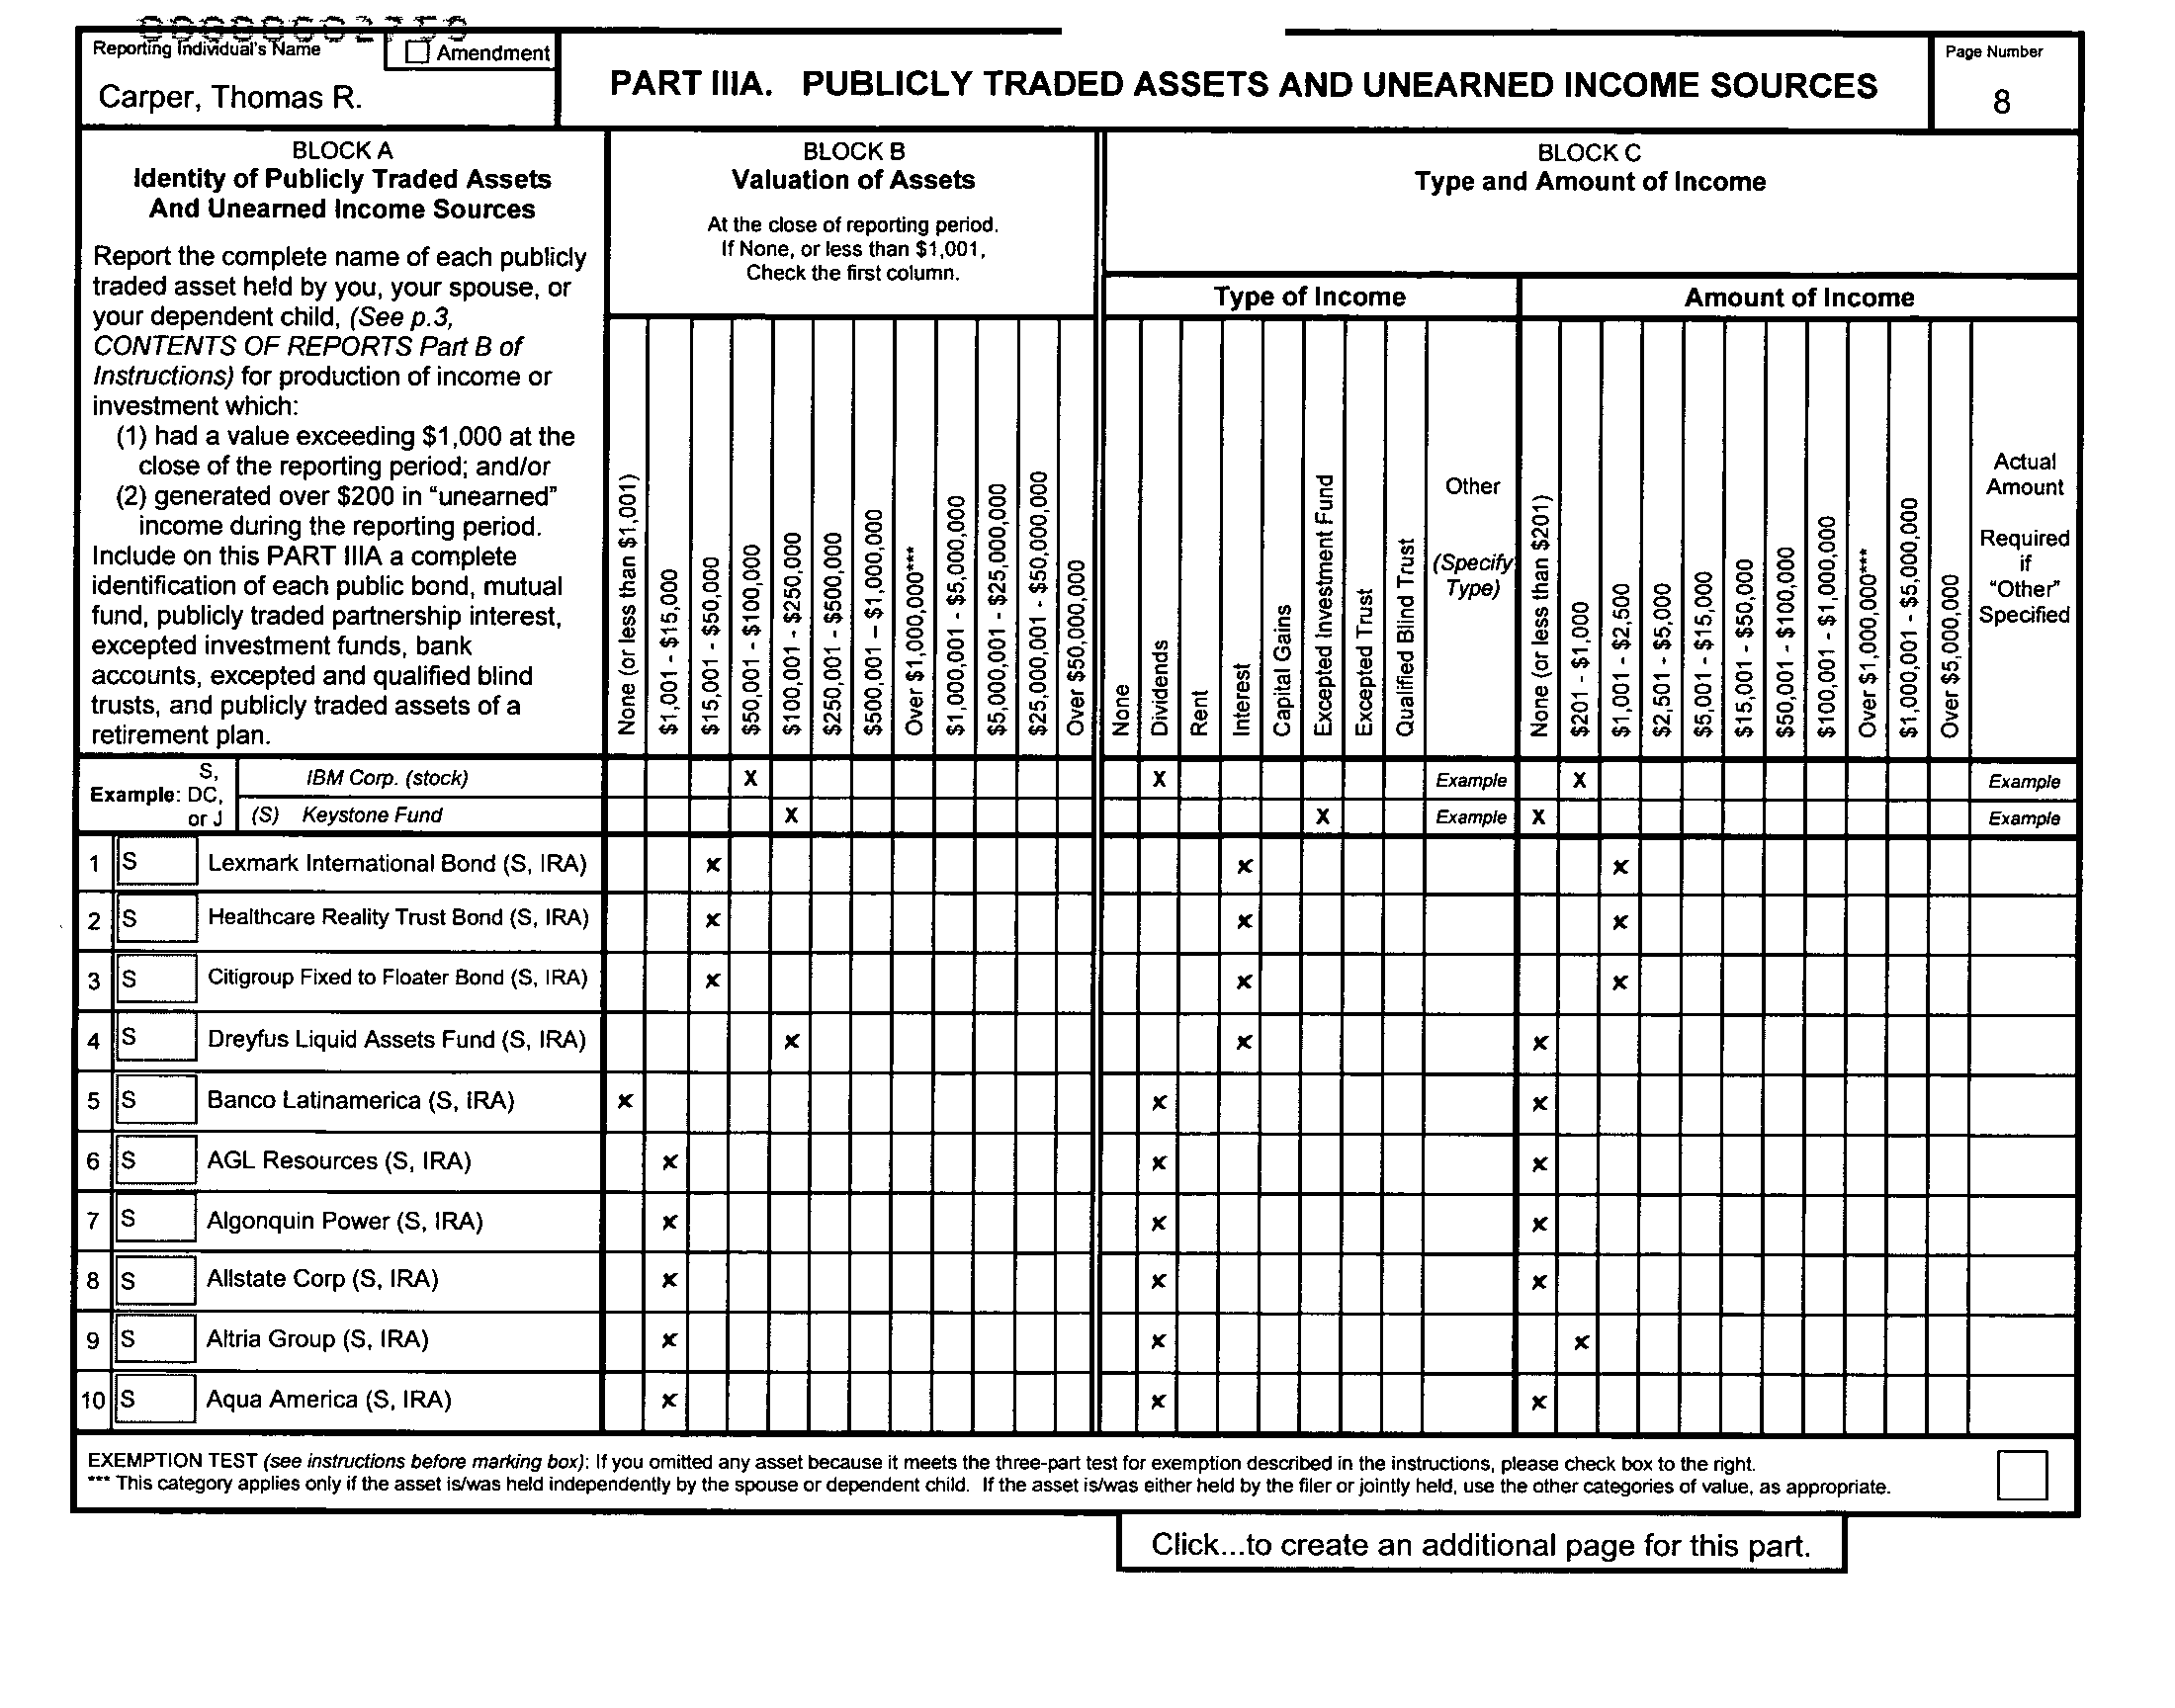 Reporting Individual's Name
Amendment
Carper, Thomas R.
PART IIIA. PUBLICLY TRADED ASSETS AND UNEARNED INCOME SOURCES
Page Number
8
BLOCK A
Identity of Publicly Traded Assets
And Unearned Income Sources
Report the complete name of each publicly
traded asset held by you, your spouse, or
your dependent child, (See p.3,
CONTENTS OF REPORTS Part B of
Instructions) for production of income or
investment which:
(1) had a value exceeding $1,000 at the
close of the reporting period; and/or
(2) generated over $200 in "unearned"
income during the reporting period.
Include on this PART IIIA a complete
identification of each public bond, mutual
fund, publicly traded partnership interest,
excepted investment funds, bank
accounts, excepted and qualified blind
trusts, and publicly traded assets of a
retirement plan.
BLOCK B
Valuation of Assets
At the close of reporting period.
If None, or less than $1,001,
Check the first column.
None (or less than $1,001)
$1,001 - $15,000
$15,001 - $50,000
$50,001 - $100,000
$100,001 - $250,000
$250,001 - $500,000
$500,001 – $1,000,000
Over $1,000,000***
$1,000,001 - $5,000,000
$5,000,001 - $25,000,000
$25,000,001 - $50,000,000
Over $50,000,000
BLOCK C
Type and Amount of Income
Type of Income
None
Dividends
Rent
Interest
Capital Gains
Excepted Investment Fund
Excepted Trust
Qualified Blind Trust
Other
(Specify
Type)
Amount of Income
None (or less than $201)
$201 - $1,000
$1,001 - $2,500
$2,501 - $5,000
$5,001 - $15,000
$15,001 - $50,000
$50,001 - $100,000
$100,001 - $1,000,000
Over $1,000,000***
$1,000,001 - $5,000,000
Over $5,000,000
Actual
Amount
Required
if
"Other"
Specified
Example: S, DC, or J
IBM Corp. (stock) X X Example X Example
(S) Keystone Fund X X Example X Example
1 S Lexmark International Bond (S, IRA) x x x
2 S Healthcare Reality Trust Bond (S, IRA) x x x
3 S Citigroup Fixed to Floater Bond (S, IRA) x x x
4 S Dreyfus Liquid Assets Fund (S, IRA) x x x
5 S Banco Latinamerica (S, IRA) x x x
6 S AGL Resources (S, IRA) x x x
7 S Algonquin Power (S, IRA) x x x
8 S Allstate Corp (S, IRA) x x x
9 S Altria Group (S, IRA) x x x
10 S Aqua America (S, IRA) x x x
EXEMPTION TEST (see instructions before marking box): If you omitted any asset because it meets the three-part test for exemption described in the instructions, please check box to the right.
*** This category applies only if the asset is/was held independently by the spouse or dependent child. If the asset is/was either held by the filer or jointly held, use the other categories of value, as appropriate.
Click...to create an additional page for this part.